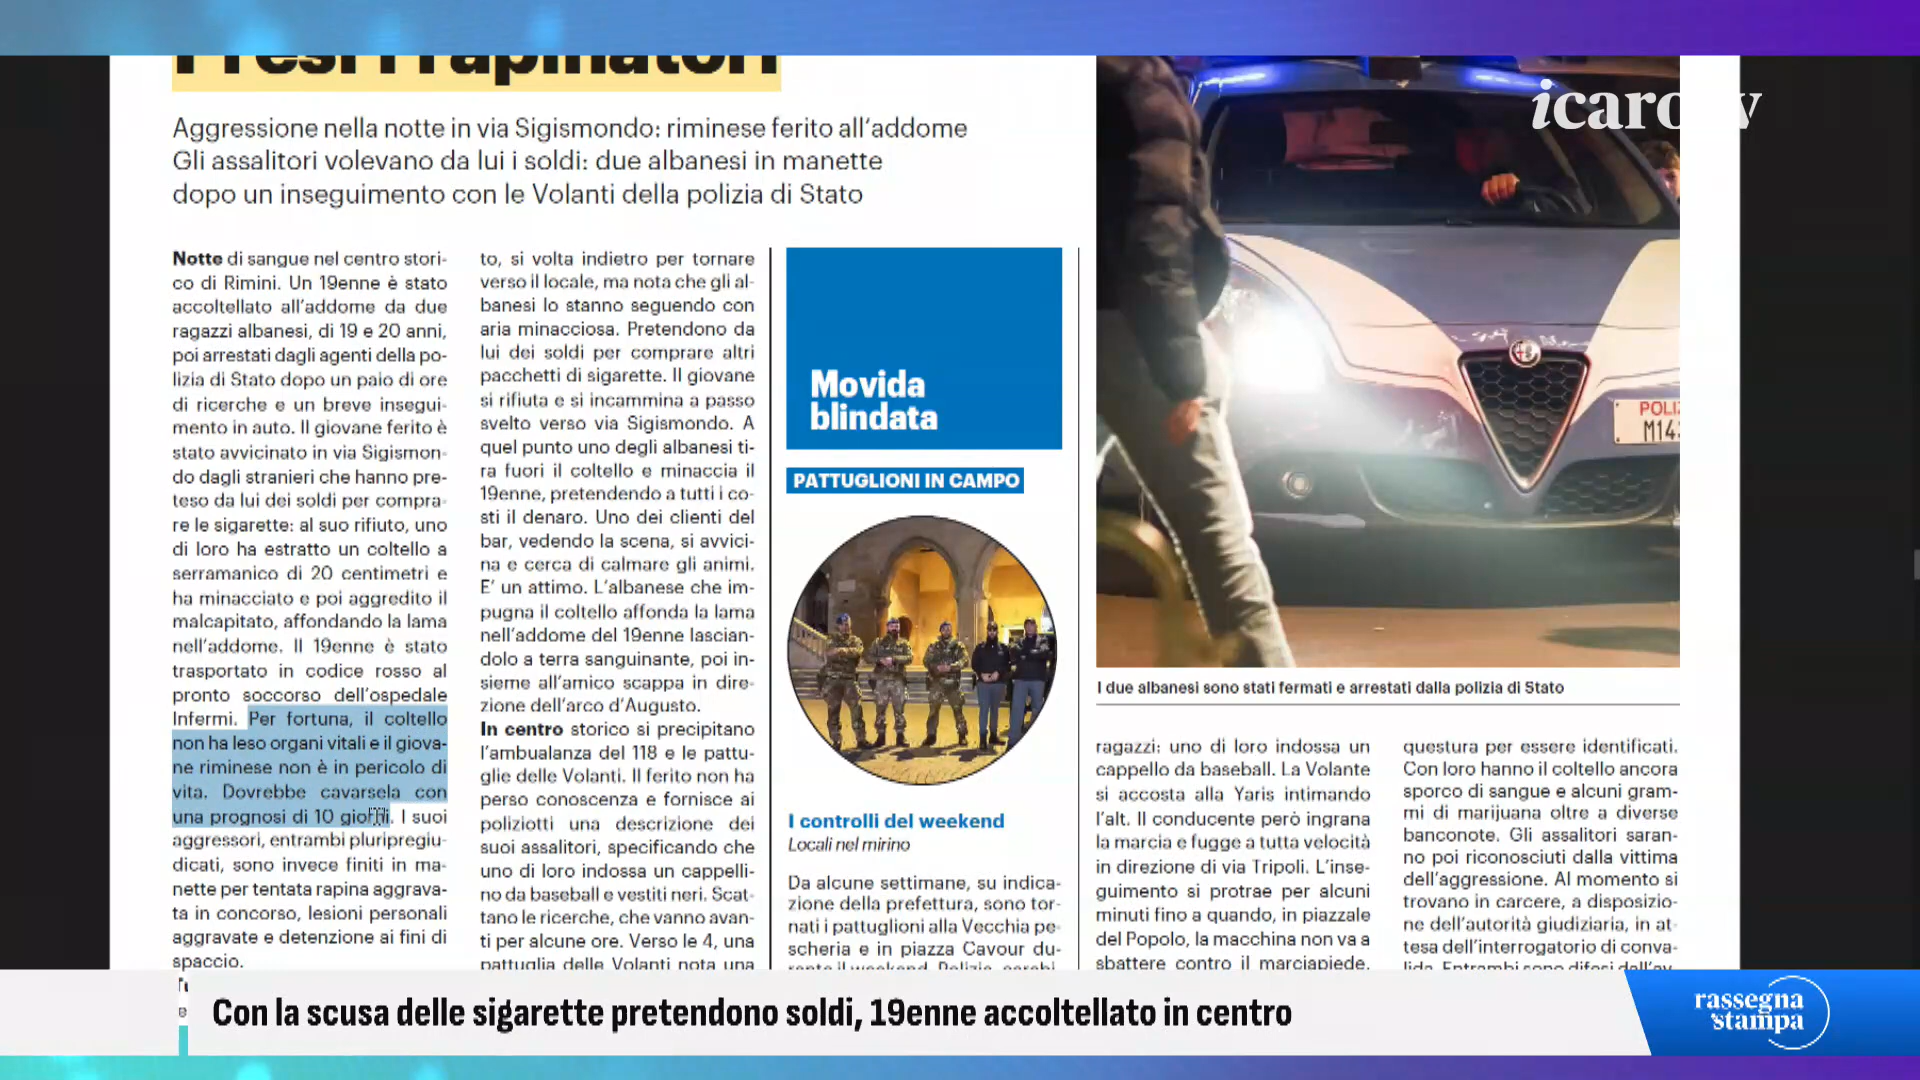 Presi i rapinatori
icarotv
Aggressione nella notte in via Sigismondo: riminese ferito all'addome
Gli assalitori volevano da lui i soldi: due albanesi in manette
dopo un inseguimento con le Volanti della polizia di Stato
Notte di sangue nel centro stori-
co di Rimini. Un 19enne è stato
accoltellato all'addome da due
ragazzi albanesi, di 19 e 20 anni,
poi arrestati dagli agenti della po-
lizia di Stato dopo un paio di ore
di ricerche e un breve insegui-
mento in auto. Il giovane ferito è
stato avvicinato in via Sigismon-
do dagli stranieri che hanno pre-
teso da lui dei soldi per compra-
re le sigarette: al suo rifiuto, uno
di loro ha estratto un coltello a
serramanico di 20 centimetri e
ha minacciato e poi aggredito il
malcapitato, affondando la lama
nell'addome. Il 19enne è stato
trasportato in codice rosso al
pronto soccorso dell'ospedale
Infermi. Per fortuna, il coltello
non ha leso organi vitali e il giova-
ne riminese non è in pericolo di
vita. Dovrebbe cavarsela con
una prognosi di 10 giorni. I suoi
aggressori, entrambi pluripregiu-
dicati, sono invece finiti in ma-
nette per tentata rapina aggrava-
ta in concorso, lesioni personali
aggravate e detenzione ai fini di
spaccio.
to, si volta indietro per tornare
verso il locale, ma nota che gli al-
banesi lo stanno seguendo con
aria minacciosa. Pretendono da
lui dei soldi per comprare altri
pacchetti di sigarette. Il giovane
si rifiuta e si incammina a passo
svelto verso via Sigismondo. A
quel punto uno degli albanesi ti-
ra fuori il coltello e minaccia il
19enne, pretendendo a tutti i co-
sti il denaro. Uno dei clienti del
bar, vedendo la scena, si avvici-
na e cerca di calmare gli animi.
E' un attimo. L'albanese che im-
pugna il coltello affonda la lama
nell'addome del 19enne lascian-
dolo a terra sanguinante, poi in-
sieme all'amico scappa in dire-
zione dell'arco d'Augusto.
In centro storico si precipitano
l'ambualanza del 118 e le pattu-
glie delle Volanti. Il ferito non ha
perso conoscenza e fornisce ai
poliziotti una descrizione dei
suoi assalitori, specificando che
uno di loro indossa un cappelli-
no da baseball e vestiti neri. Scat-
tano le ricerche, che vanno avan-
ti per alcune ore. Verso le 4, una
pattuglia delle Volanti nota una
Movida
blindata
PATTUGLIONI IN CAMPO
I controlli del weekend
Locali nel mirino
Da alcune settimane, su indica-
zione della prefettura, sono tor-
nati i pattuglioni alla Vecchia pe-
scheria e in piazza Cavour du-
rante il weekend. Polizia, carabi-
POLI
M143
I due albanesi sono stati fermati e arrestati dalla polizia di Stato
ragazzi: uno di loro indossa un
cappello da baseball. La Volante
si accosta alla Yaris intimando
l'alt. Il conducente però ingrana
la marcia e fugge a tutta velocità
in direzione di via Tripoli. L'inse-
guimento si protrae per alcuni
minuti fino a quando, in piazzale
del Popolo, la macchina non va a
sbattere contro il marciapiede.
questura per essere identificati.
Con loro hanno il coltello ancora
sporco di sangue e alcuni gram-
mi di marijuana oltre a diverse
banconote. Gli assalitori saran-
no poi riconosciuti dalla vittima
dell'aggressione. Al momento si
trovano in carcere, a disposizio-
ne dell'autorità giudiziaria, in at-
tesa dell'interrogatorio di conva-
lida. Entrambi sono difesi dall'av-
Con la scusa delle sigarette pretendono soldi, 19enne accoltellato in centro
rassegna
stampa